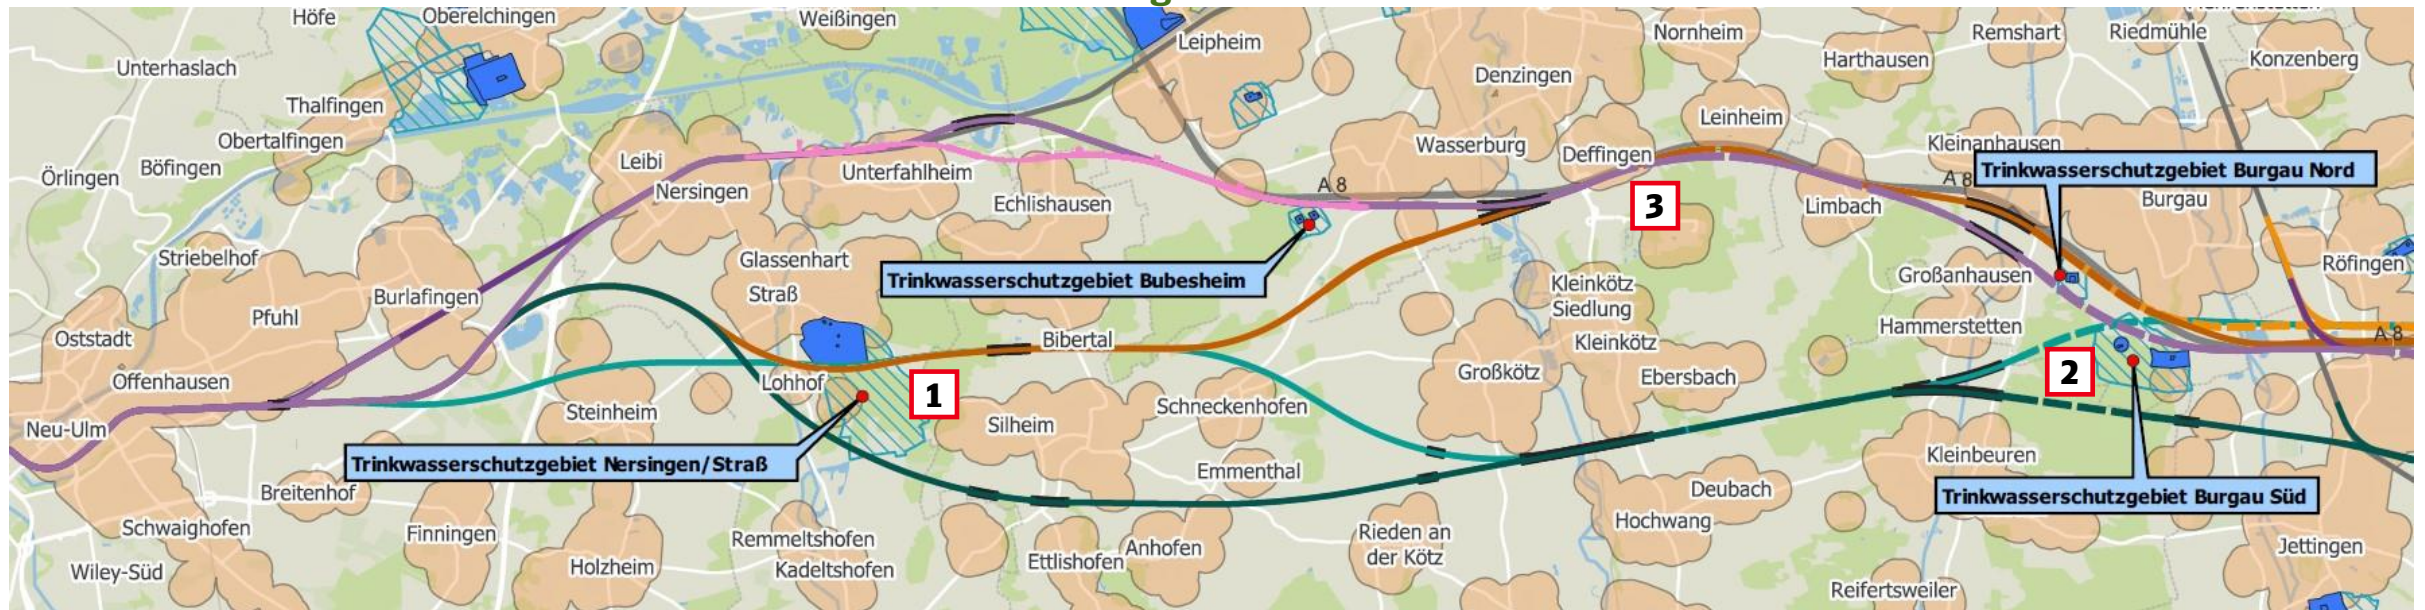 Höfe
Oberelchingen
Weißingen
Leipheim
Nornheim
Remshart
Riedmühle
Konzenberg
Unterhaslach
Denzingen
Harthausen
Thalfingen
Obertalfingen
Leinheim
Böfingen
Örlingen
Leibi
Unterfahlheim
Wasserburg
Deffingen
Kleinanhausen
Trinkwasserschutzgebiet Burgau Nord
Nersingen
Echlishausen
A 8
A 8
3
Limbach
Burgau
Striebelhof
Glassenhart
Trinkwasserschutzgebiet Bubesheim
Großanhausen
Röfingen
Burlafingen
Straß
Kleinkötz
Siedlung
Pfuhl
Oststadt
Bibertal
Kleinkötz
Hammerstetten
A 8
Offenhausen
Lohhof
1
Großkötz
Ebersbach
2
Neu-Ulm
Steinheim
Silheim
Schneckenhofen
Trinkwasserschutzgebiet Nersingen/Straß
Emmenthal
Kleinbeuren
Breitenhof
Deubach
Trinkwasserschutzgebiet Burgau Süd
Schwaighofen
Finningen
Remmeltshofen
Anhofen
Rieden an
der Kötz
Hochwang
Jettingen
Wiley-Süd
Holzheim
Kadeltshofen
Ettlishofen
Reifertsweiler